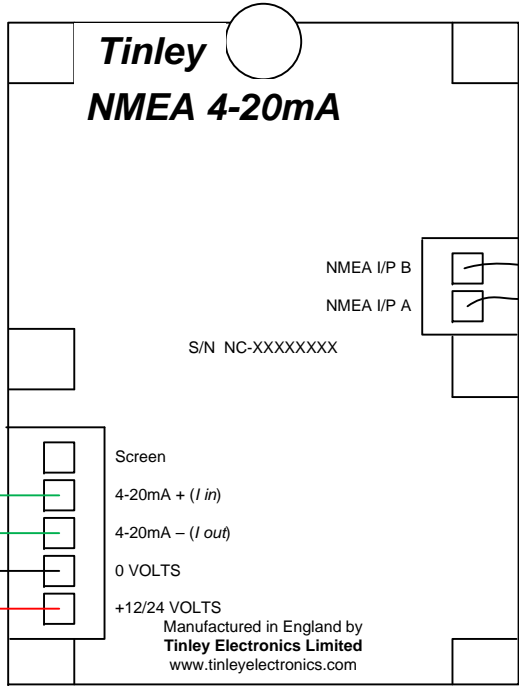 Tinley
NMEA 4-20mA
NMEA I/P B
NMEA I/P A
S/N NC-XXXXXXXX
Screen
4-20mA + (I in)
4-20mA – (I out)
0 VOLTS
+12/24 VOLTS
Manufactured in England by
Tinley Electronics Limited
www.tinleyelectronics.com